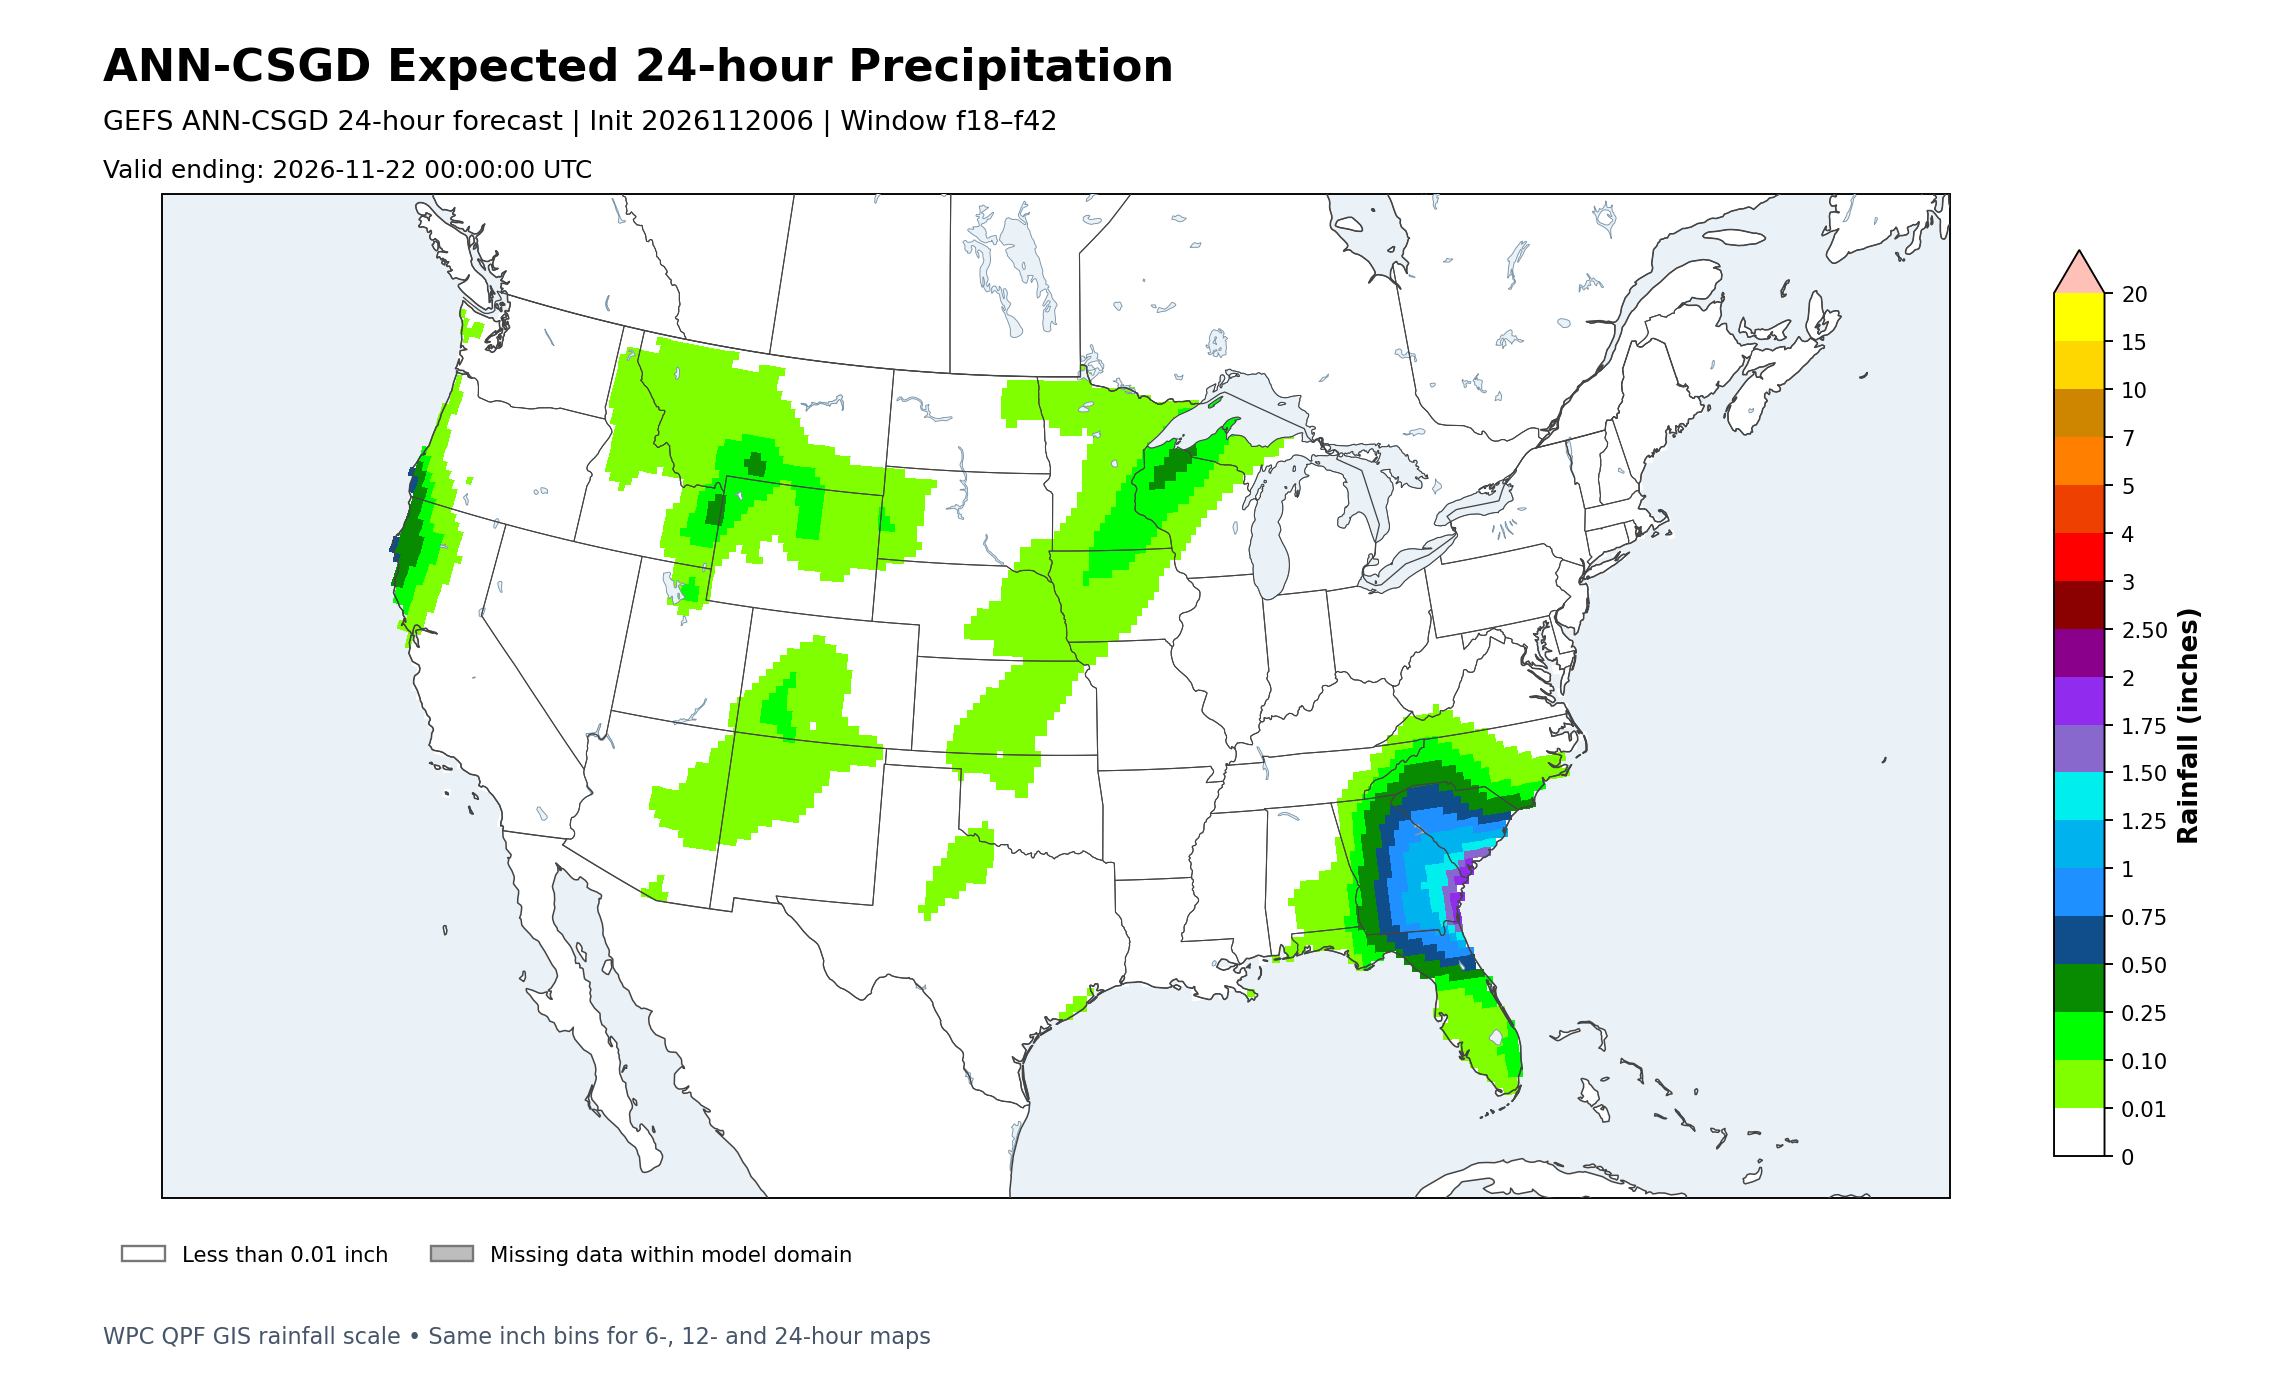 ANN-CSGD Expected 24-hour Precipitation
GEFS ANN-CSGD 24-hour forecast | Init 2026112006 | Window f18–f42
Valid ending: 2026-11-22 00:00:00 UTC
20
15
10
7
5
4
3
2.50
2
1.75
1.50
1.25
1
0.75
0.50
0.25
0.10
0.01
0
Rainfall (inches)
Less than 0.01 inch
Missing data within model domain
WPC QPF GIS rainfall scale • Same inch bins for 6-, 12- and 24-hour maps